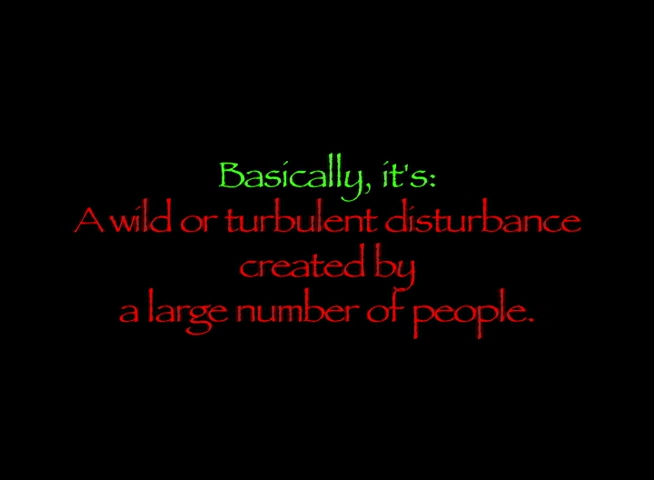 Basically, it's:
A wild or turbulent disturbance
created by
a large number of people.